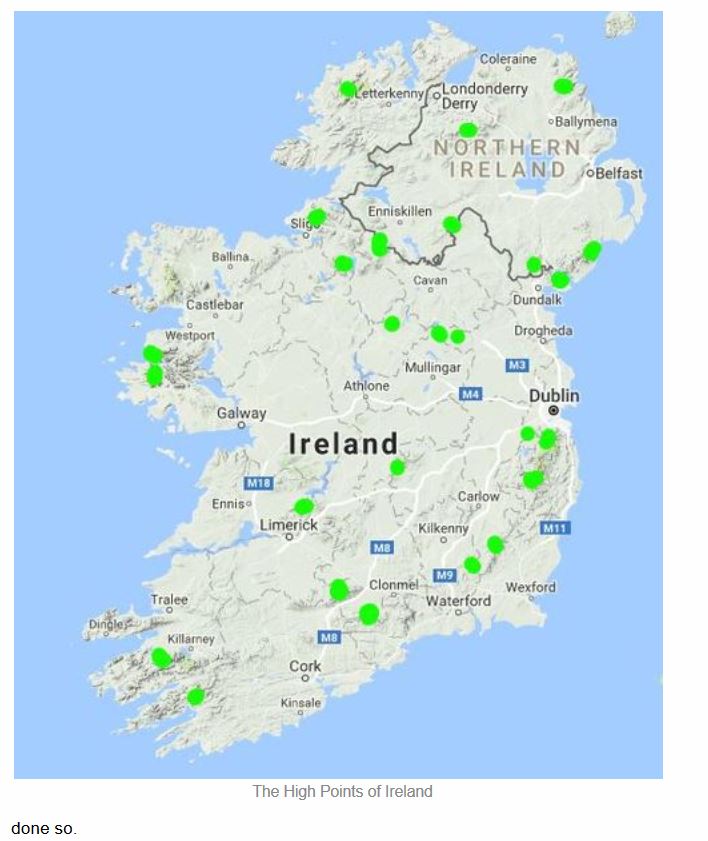 Coleraine
Letterkenny
Londonderry
Derry
Ballymena
NORTHERN
IRELAND
Belfast
Enniskillen
Ballina
Cavan
Castlebar
Dundalk
Westport
Drogheda
M3
Mullingar
Athlone
M4
Dublin
Galway
Ireland
M18
Ennis
Carlow
Limerick
Kilkenny
M11
M8
M9
Clonmel
Wexford
Tralee
Waterford
Dingle
Killarney
M8
Cork
Kinsale
The High Points of Ireland
done so.